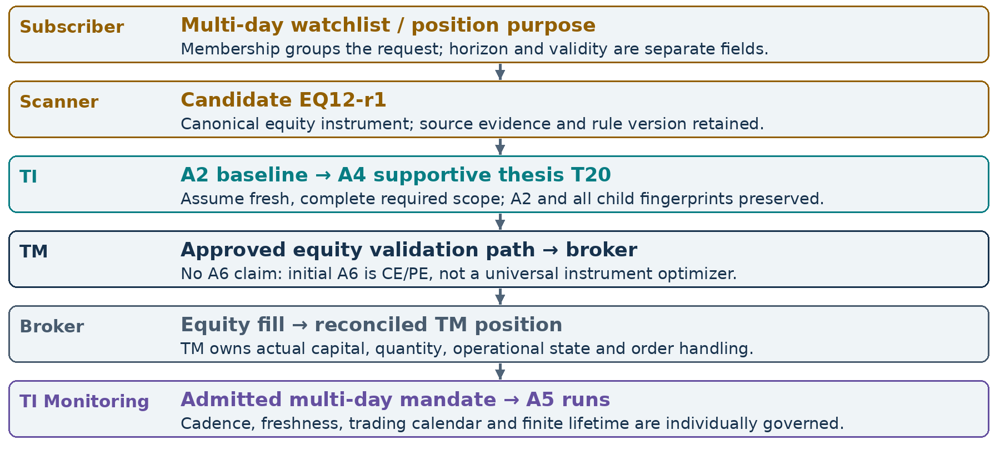 Subscriber
Multi-day watchlist / position purpose
Membership groups the request; horizon and validity are separate fields.
Scanner
Candidate EQ12-r1
Canonical equity instrument; source evidence and rule version retained.
TI
A2 baseline → A4 supportive thesis T20
Assume fresh, complete required scope; A2 and all child fingerprints preserved.
TM
Approved equity validation path → broker
No A6 claim: initial A6 is CE/PE, not a universal instrument optimizer.
Broker
Equity fill → reconciled TM position
TM owns actual capital, quantity, operational state and order handling.
TI Monitoring
Admitted multi-day mandate → A5 runs
Cadence, freshness, trading calendar and finite lifetime are individually governed.